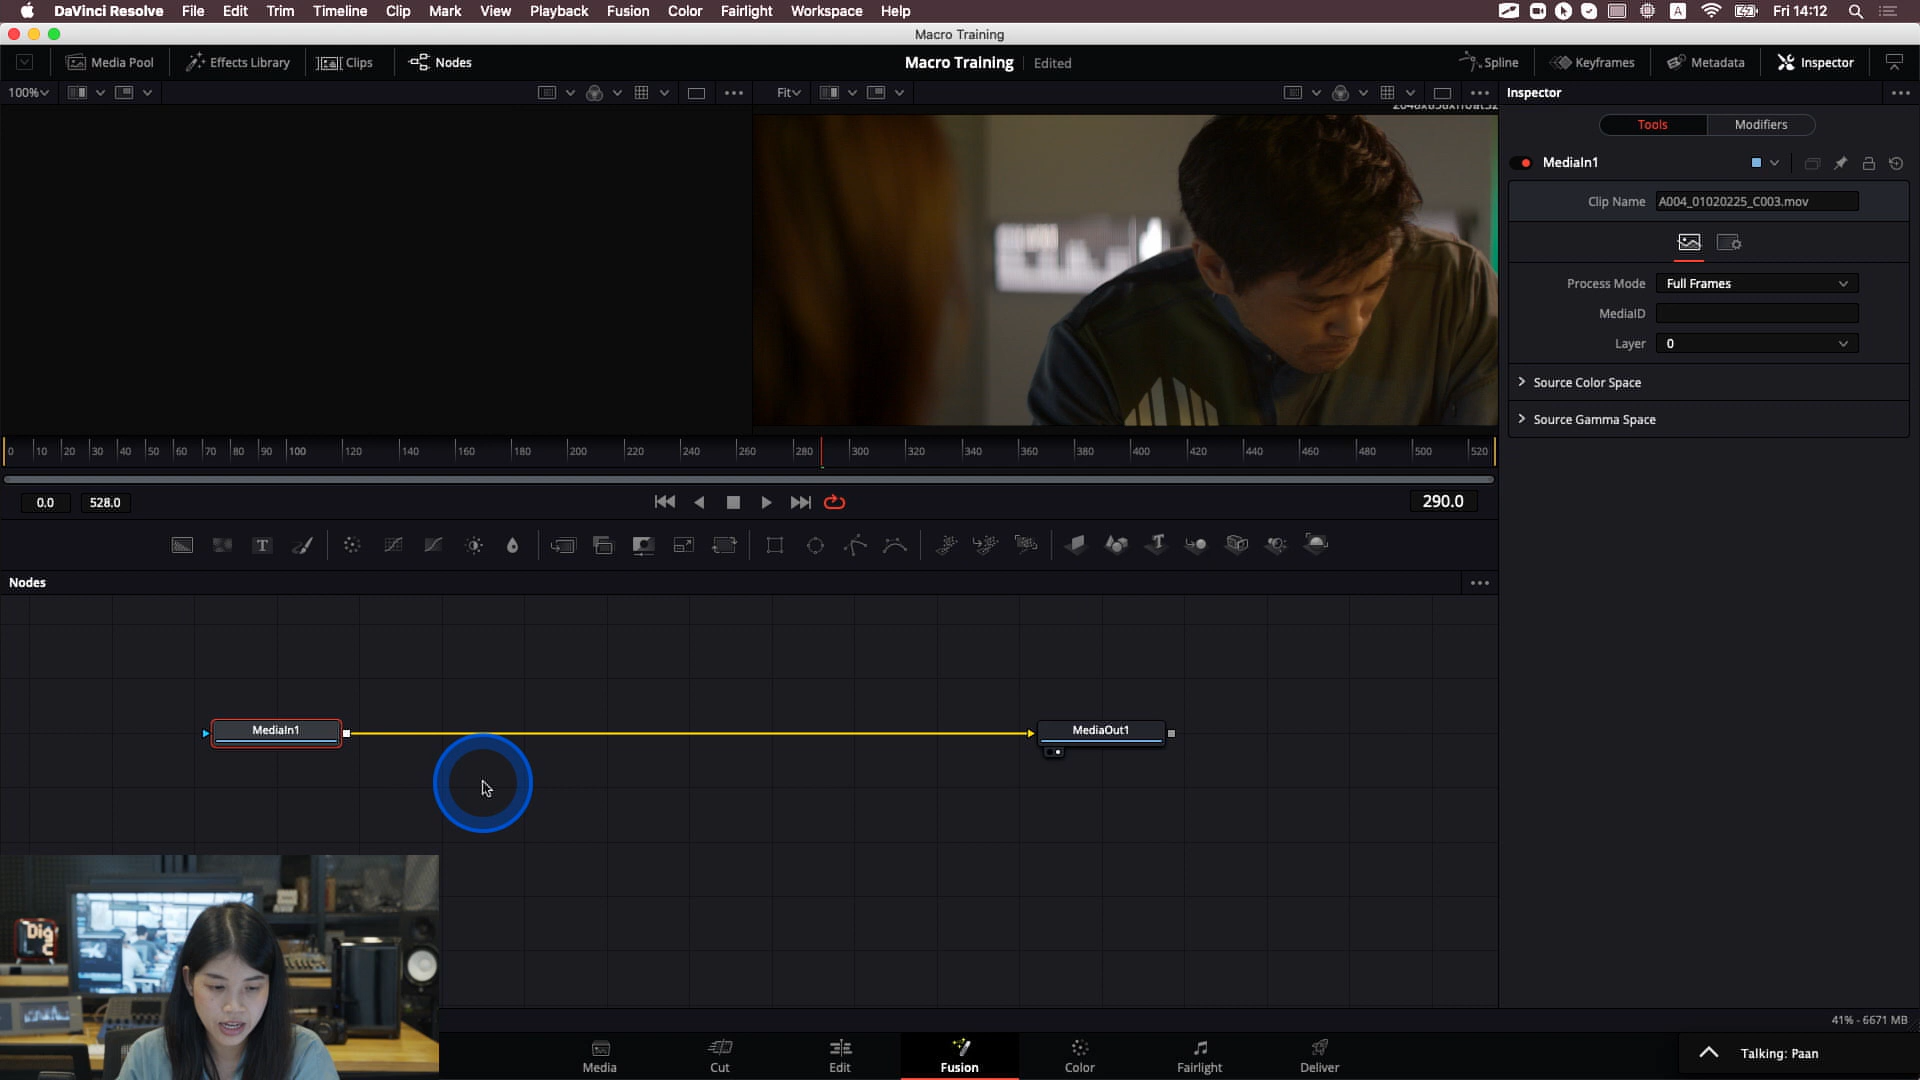 DaVinci Resolve File Edit Trim Timeline Clip Mark View Playback Fusion Color Fairlight Workspace Help A Fri 14:12
Macro Training
Media Pool Effects Library Clips Nodes Macro Training Edited Spline Keyframes Metadata Inspector
100% Fit Inspector
Tools Modifiers
MediaIn1
Clip Name A004_01020225_C003.mov
Process Mode Full Frames
MediaID
Layer 0
Source Color Space
Source Gamma Space
0 10 20 30 40 50 60 70 80 90 100 120 140 160 180 200 220 240 260 280 300 320 340 360 380 400 420 440 460 480 500 520
0.0 528.0 290.0
T T
Nodes
MediaIn1 MediaOut1
41% - 6671 MB
Media Cut Edit Fusion Color Fairlight Deliver
Talking: Paan